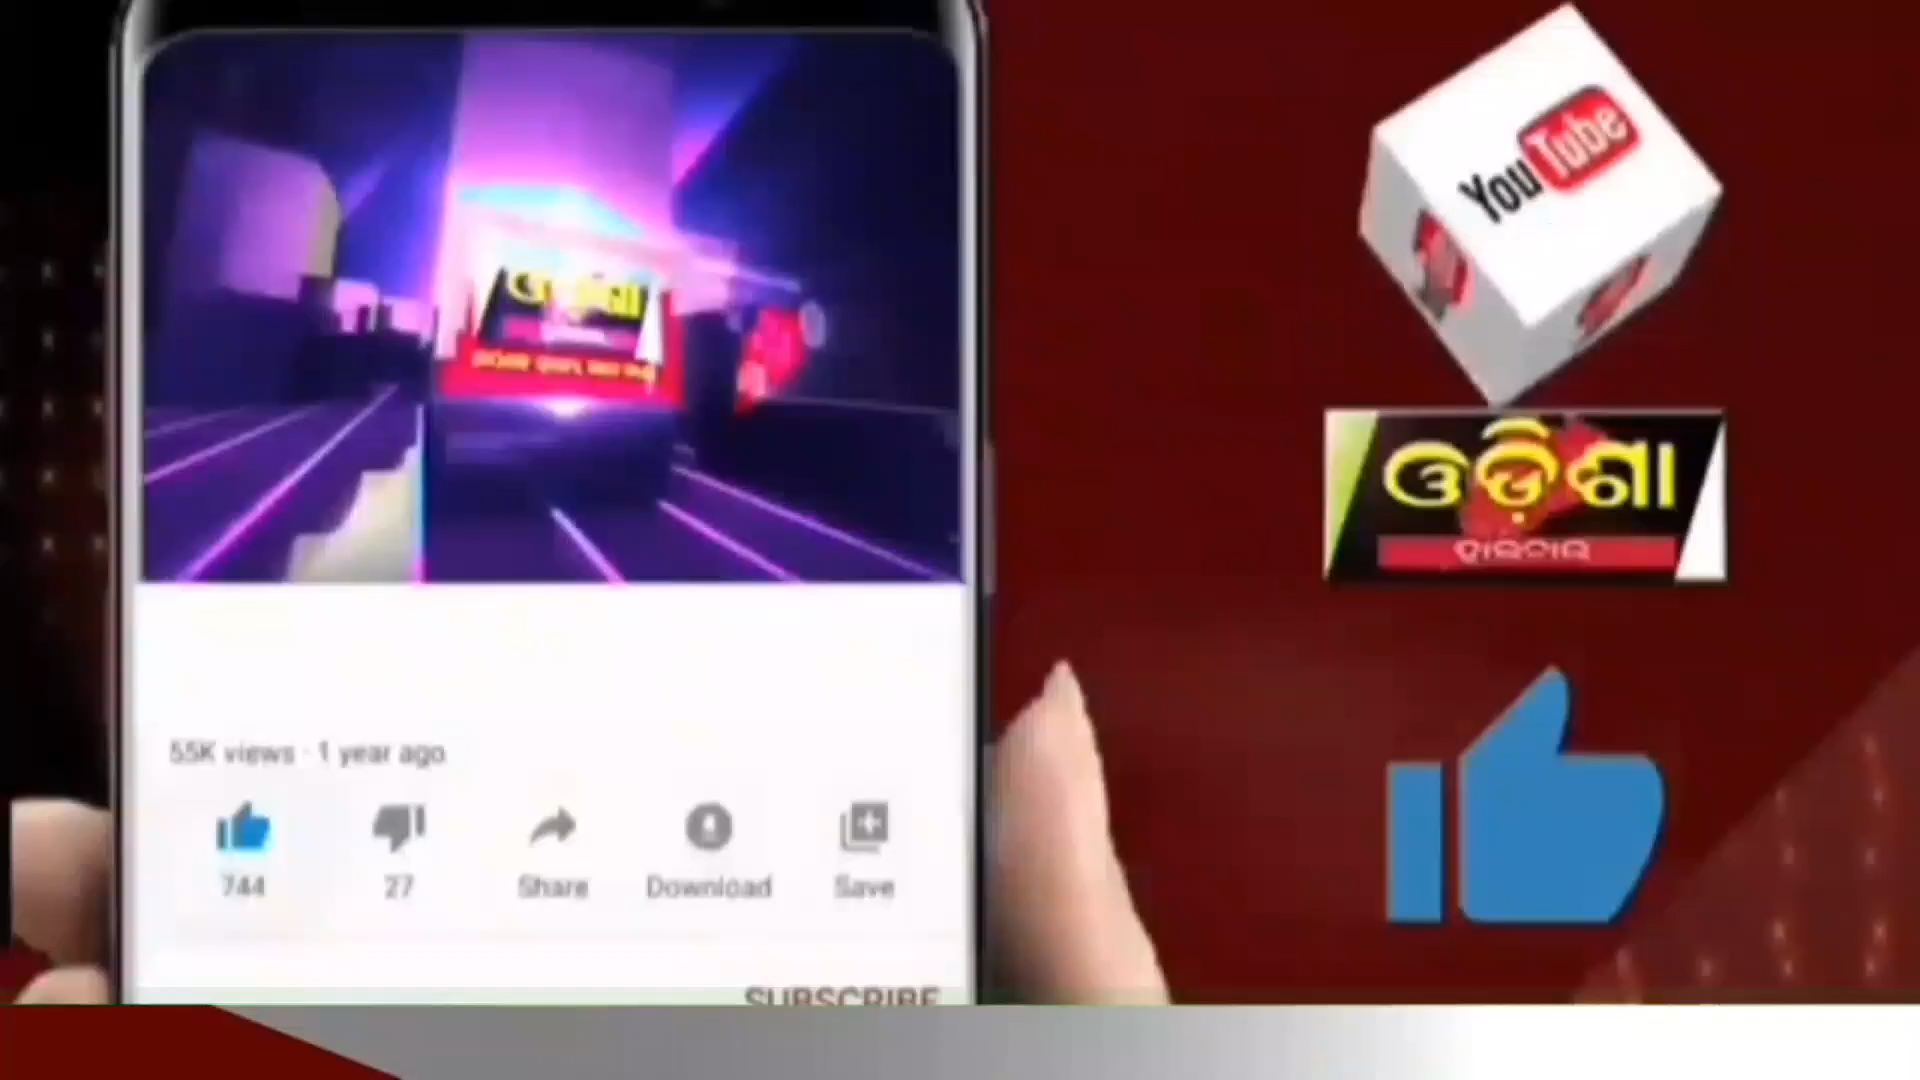 YouTube
ଓଡ଼ିଶା
55K views · 1 year ago
744
27
Share
Download
Save
SUBSCRIBE